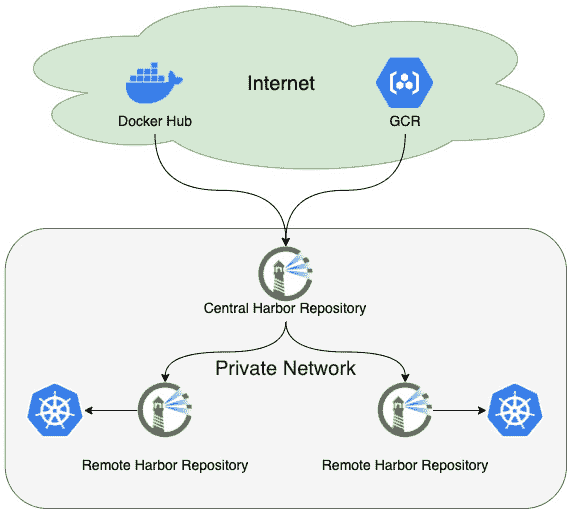 Internet
Docker Hub
GCR
Central Harbor Repository
Private Network
Remote Harbor Repository
Remote Harbor Repository